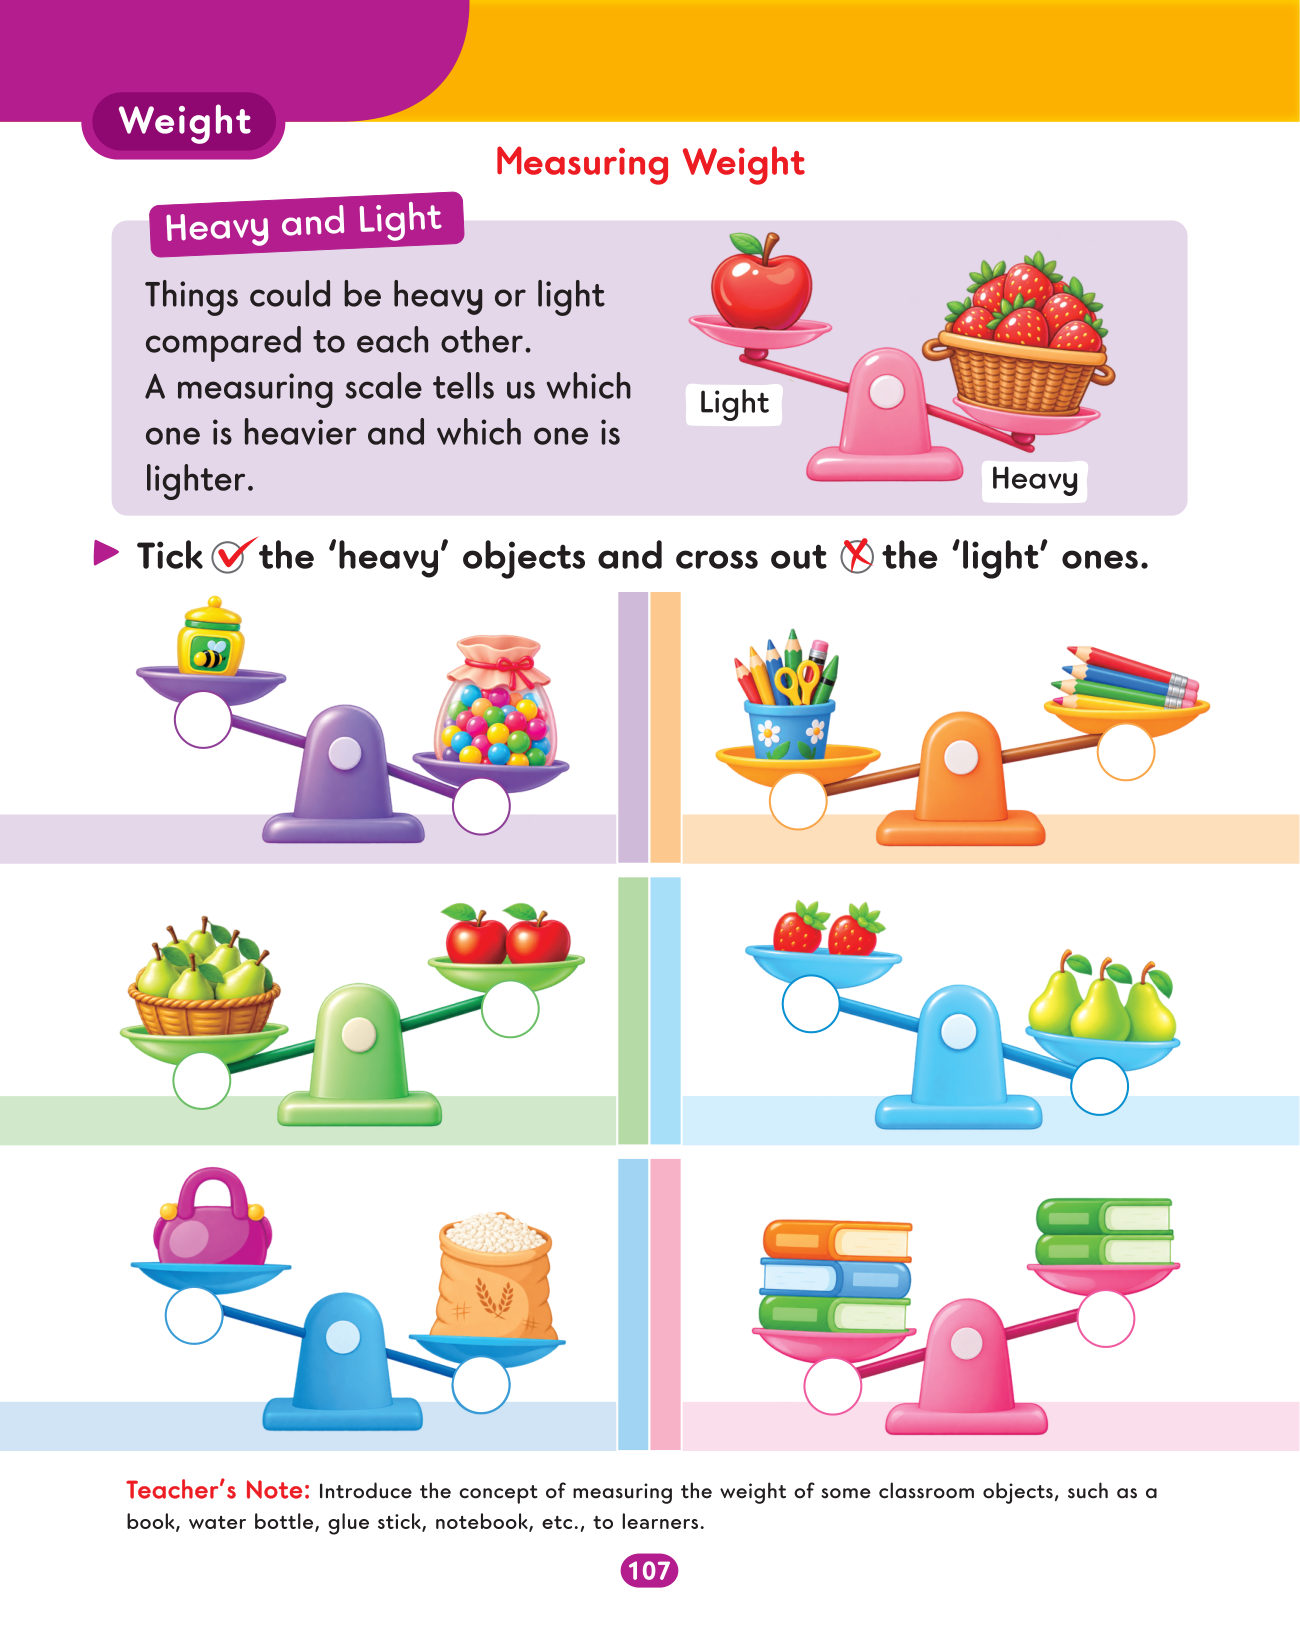 Weight
Measuring Weight
Heavy and Light
Things could be heavy or light
compared to each other.
A measuring scale tells us which
one is heavier and which one is
lighter.
Light
Heavy
Tick the ‘heavy’ objects and cross out the ‘light’ ones.
Teacher’s Note: Introduce the concept of measuring the weight of some classroom objects, such as a
book, water bottle, glue stick, notebook, etc., to learners.
107